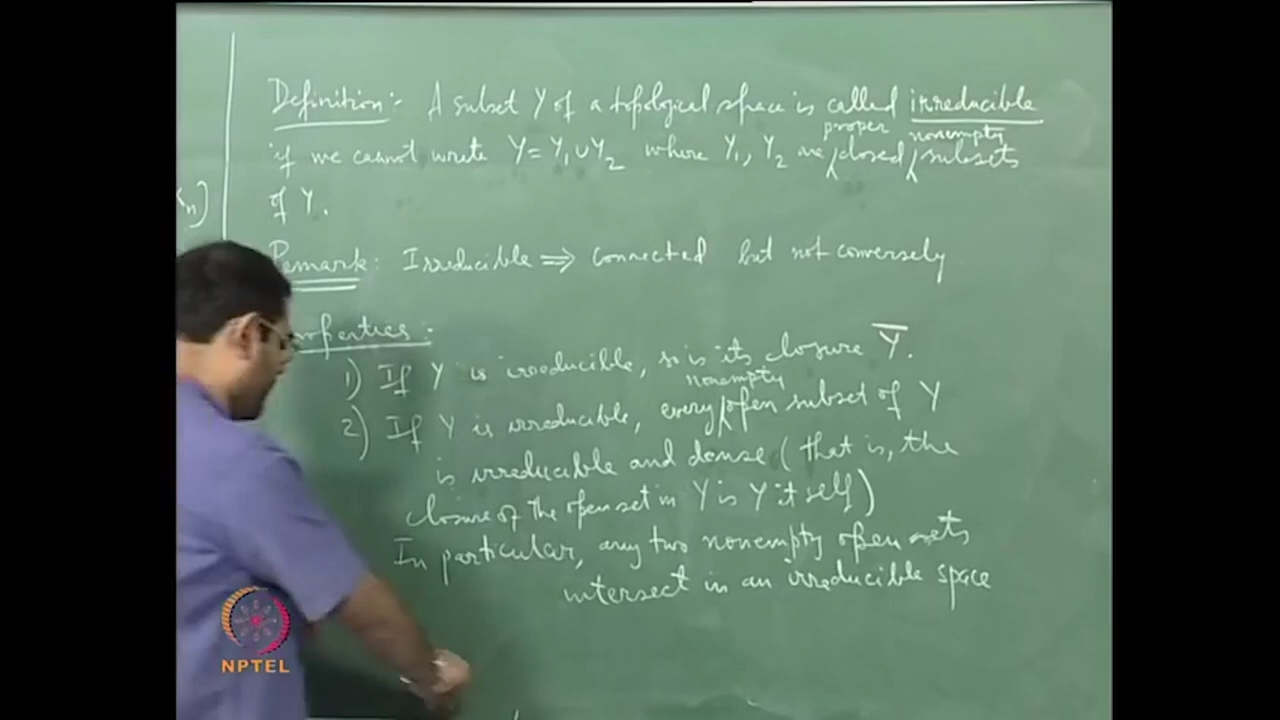 Definition:- A subset Y of a topological space is called irreducible
proper nonempty
if we cannot write Y = Y₁ ∪ Y₂ where Y₁, Y₂ are closed subsets
of Y.
n)
Remark: Irreducible ⟹ connected but not conversely
Properties:
1) If Y is irreducible, so is its closure Y̅.
nonempty
2) If Y is irreducible, every open subset of Y
is irreducible and dense (that is, the
closure of the open set in Y is Y itself)
In particular, any two nonempty open sets
intersect in an irreducible space
NPTEL